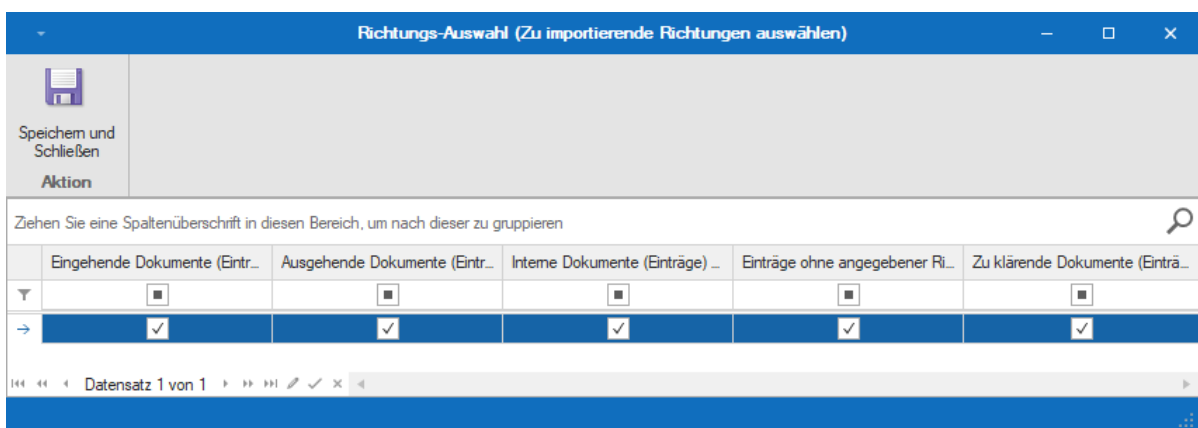 Richtungs-Auswahl (Zu importierende Richtungen auswählen)
Speichern und
Schließen
Aktion
Ziehen Sie eine Spaltenüberschrift in diesen Bereich, um nach dieser zu gruppieren
Eingehende Dokumente (Eintr... Ausgehende Dokumente (Eintr... Interne Dokumente (Einträge) ... Einträge ohne angegebener Ri... Zu klärende Dokumente (Einträ...
Datensatz 1 von 1